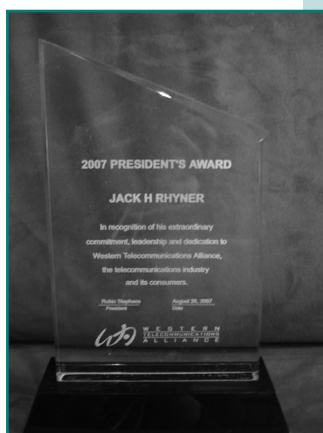 2007 PRESIDENT'S AWARD
JACK H RHYNER
In recognition of his extraordinary
commitment, leadership and dedication to
Western Telecommunications Alliance,
the telecommunications industry
and its consumers.
Robin Stephens August 28, 2007
President Date
WESTERN
TELECOMMUNICATIONS
ALLIANCE